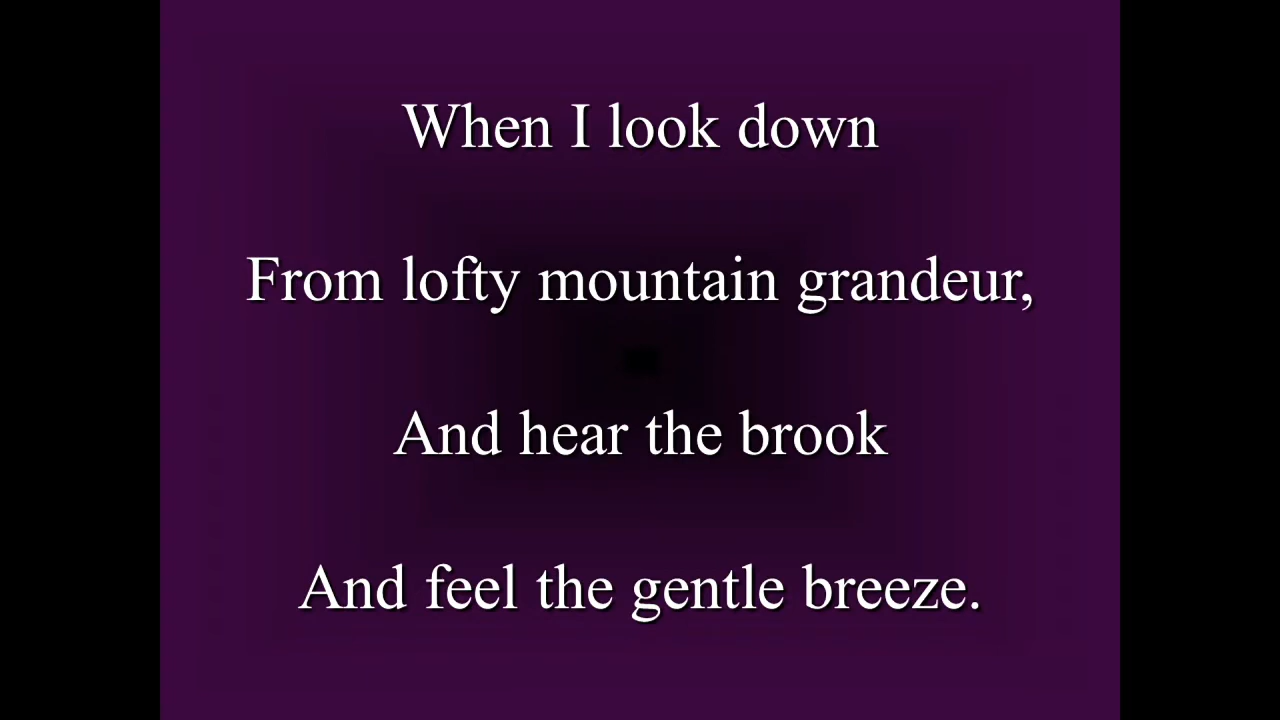 When I look down
From lofty mountain grandeur,
And hear the brook
And feel the gentle breeze.